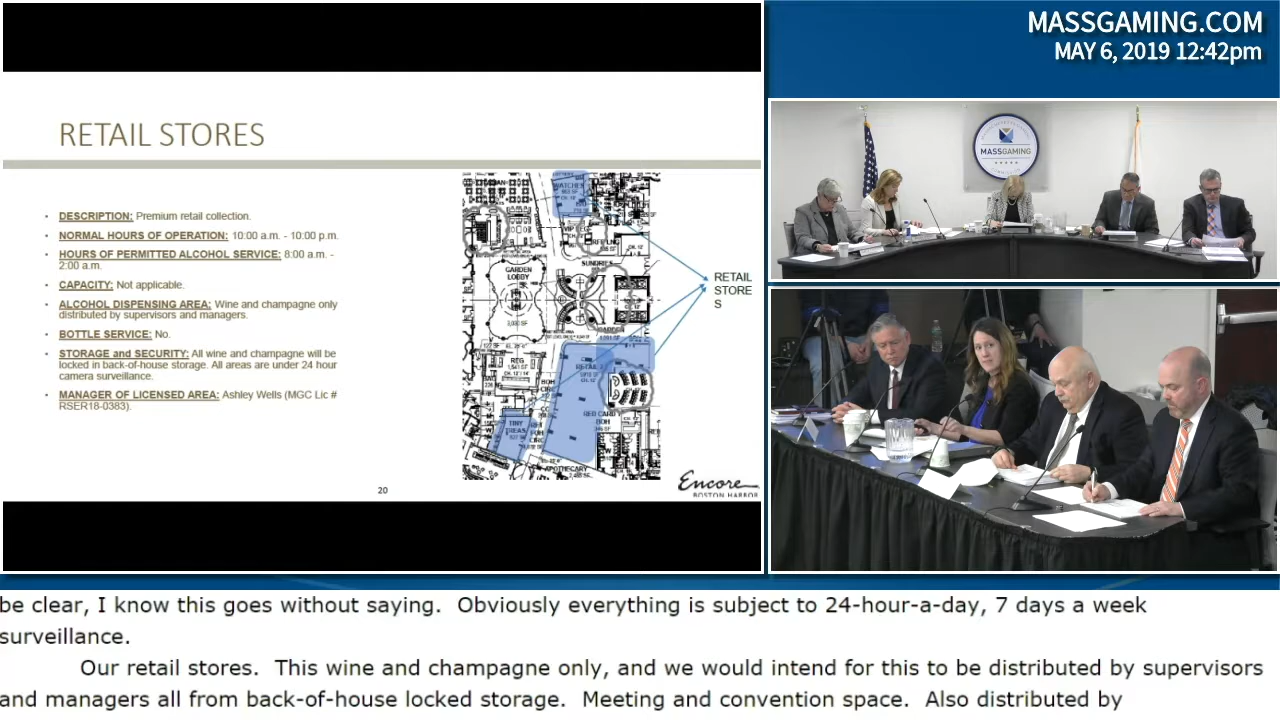 MASSGAMING.COM
MAY 6, 2019 12:42pm
RETAIL STORES
• DESCRIPTION: Premium retail collection.
• NORMAL HOURS OF OPERATION: 10:00 a.m. - 10:00 p.m.
• HOURS OF PERMITTED ALCOHOL SERVICE: 8:00 a.m. -
2:00 a.m.
• CAPACITY: Not applicable.
• ALCOHOL DISPENSING AREA: Wine and champagne only
distributed by supervisors and managers.
• BOTTLE SERVICE: No.
• STORAGE and SECURITY: All wine and champagne will be
locked in back-of-house storage. All areas are under 24 hour
camera surveillance.
• MANAGER OF LICENSED AREA: Ashley Wells (MGC Lic #
RSER18-0383).
WATCHES
SUNDRIES
GARDEN
LOBBY
REG
BOH
RETAIL
RED CARD
BOH
TINY
TREAS
APOTHECARY
RETAIL
STORE
S
20
Encore
BOSTON HARBOR
MASSGAMING
be clear, I know this goes without saying. Obviously everything is subject to 24-hour-a-day, 7 days a week
surveillance.
Our retail stores. This wine and champagne only, and we would intend for this to be distributed by supervisors
and managers all from back-of-house locked storage. Meeting and convention space. Also distributed by